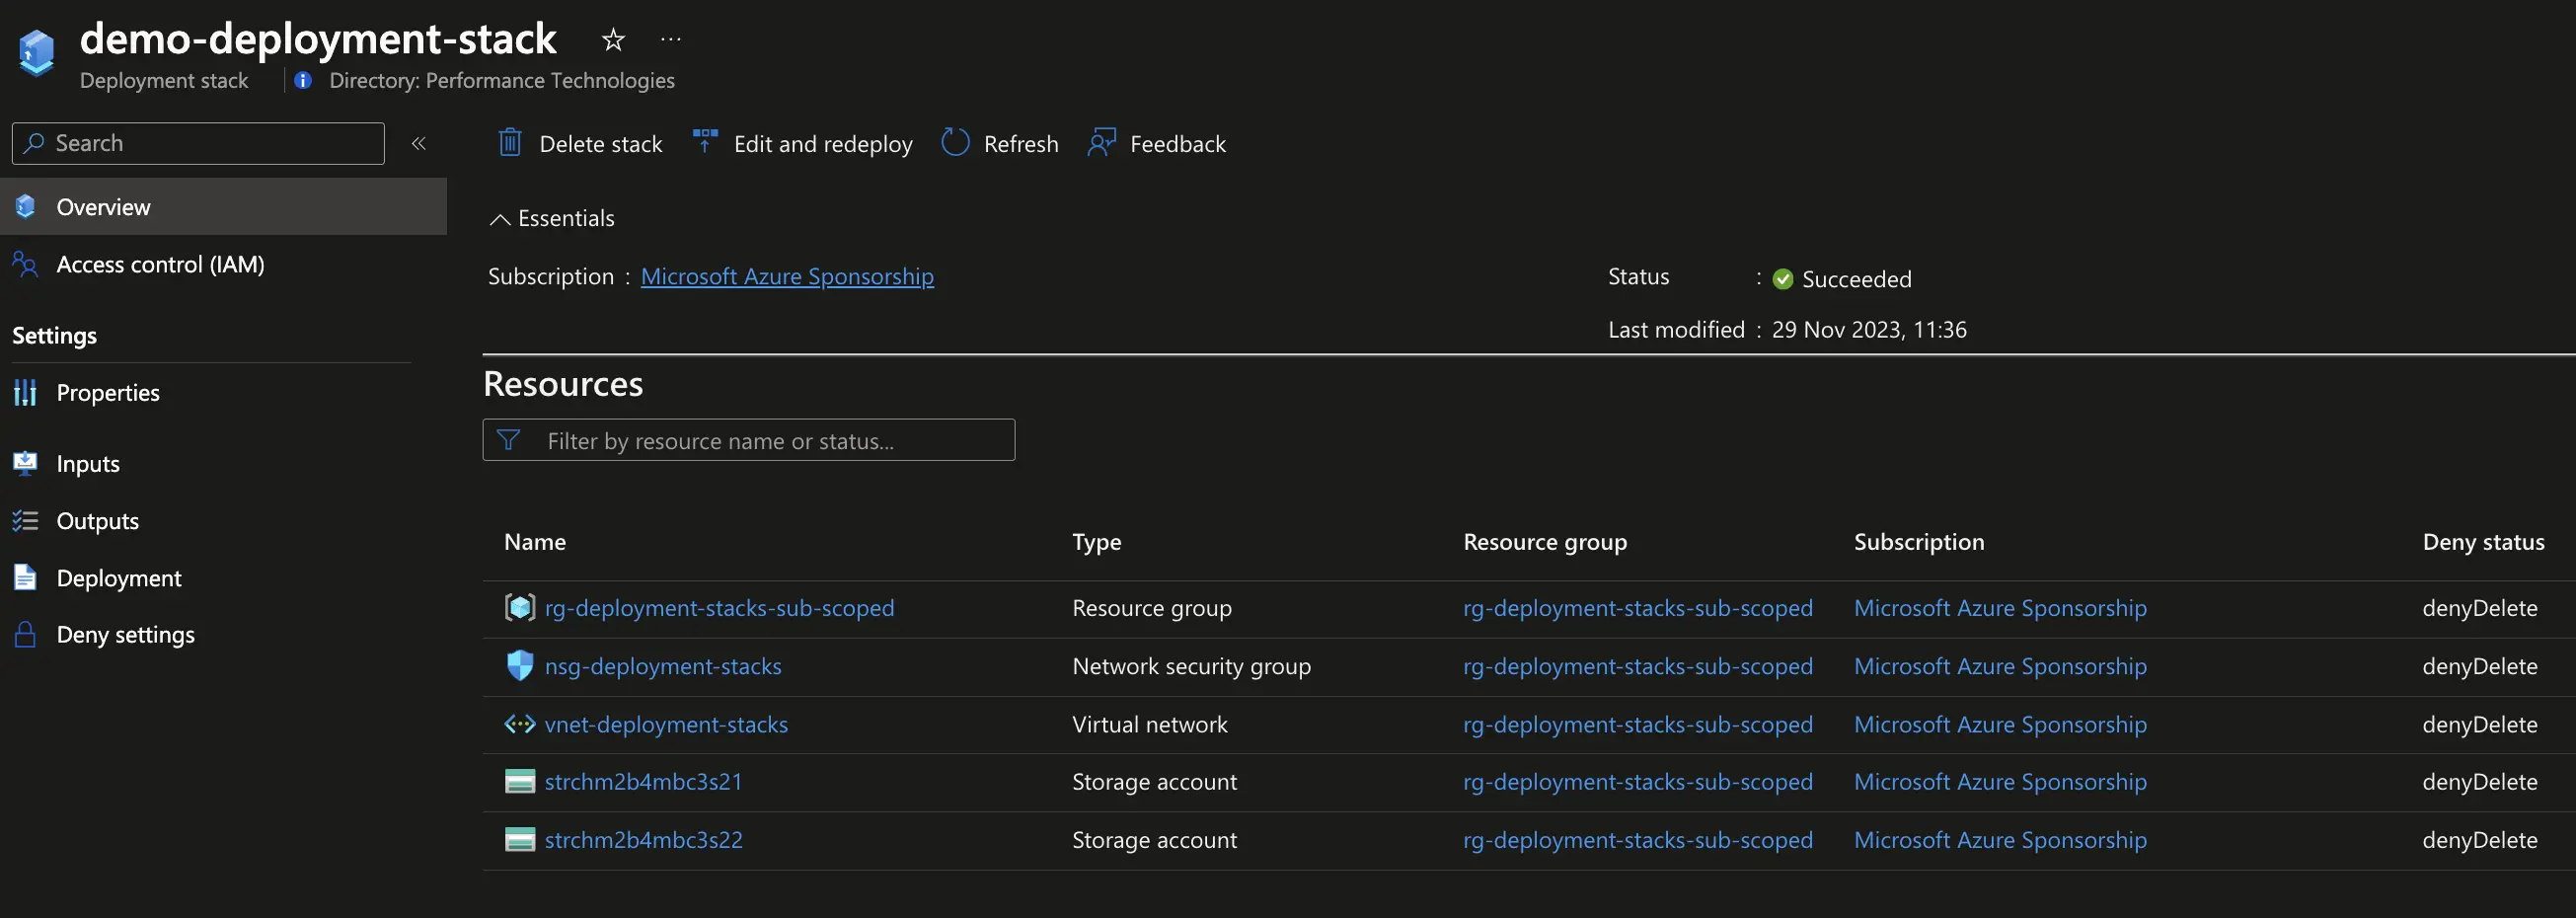 demo-deployment-stack
Deployment stack
Directory: Performance Technologies
Search
Overview
Access control (IAM)
Settings
Properties
Inputs
Outputs
Deployment
Deny settings
Delete stack Edit and redeploy Refresh Feedback
Essentials
Subscription : Microsoft Azure Sponsorship
Status : Succeeded
Last modified : 29 Nov 2023, 11:36
Resources
Filter by resource name or status...
Name Type Resource group Subscription Deny status
rg-deployment-stacks-sub-scoped Resource group rg-deployment-stacks-sub-scoped Microsoft Azure Sponsorship denyDelete
nsg-deployment-stacks Network security group rg-deployment-stacks-sub-scoped Microsoft Azure Sponsorship denyDelete
vnet-deployment-stacks Virtual network rg-deployment-stacks-sub-scoped Microsoft Azure Sponsorship denyDelete
strchm2b4mbc3s21 Storage account rg-deployment-stacks-sub-scoped Microsoft Azure Sponsorship denyDelete
strchm2b4mbc3s22 Storage account rg-deployment-stacks-sub-scoped Microsoft Azure Sponsorship denyDelete